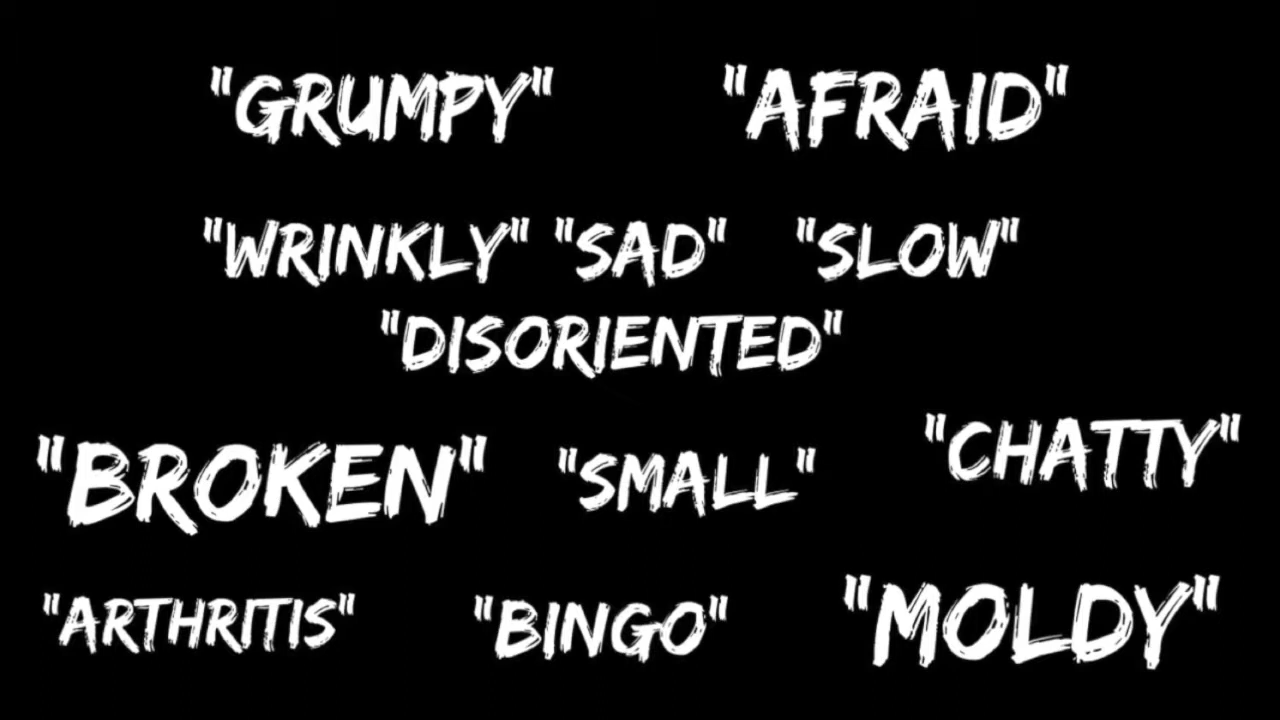 "GRUMPY" "AFRAID"
"WRINKLY" "SAD" "SLOW"
"DISORIENTED"
"BROKEN" "SMALL" "CHATTY"
"ARTHRITIS" "BINGO" "MOLDY"